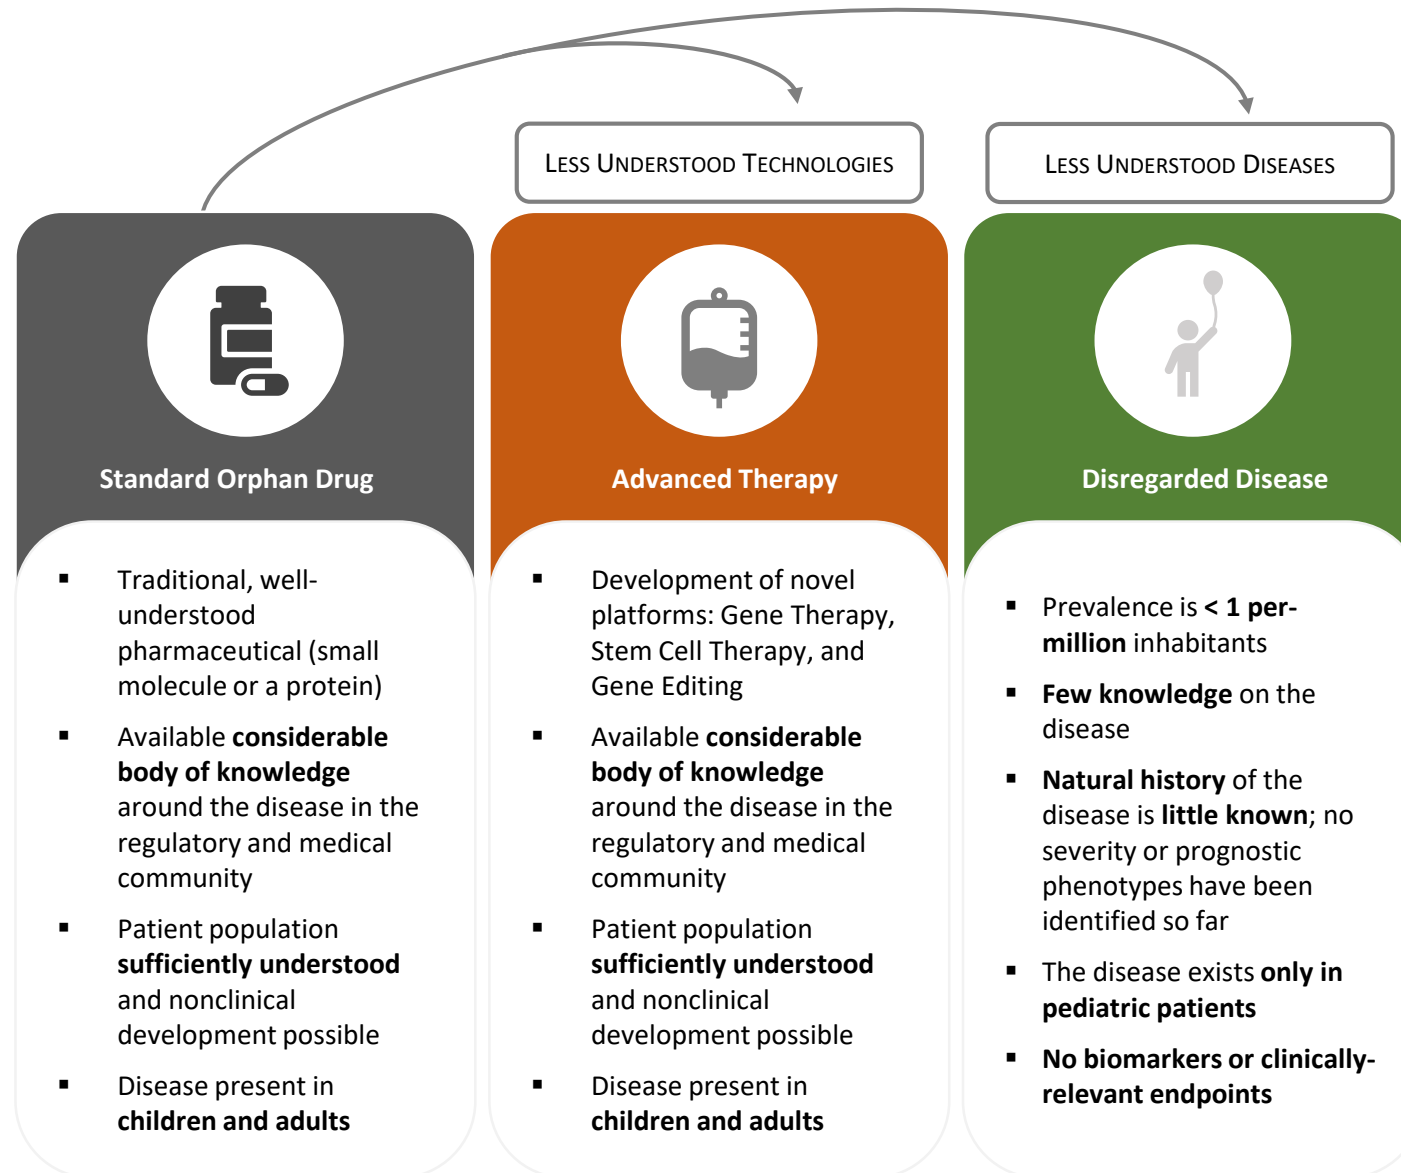 LESS UNDERSTOOD TECHNOLOGIES
LESS UNDERSTOOD DISEASES
Standard Orphan Drug
▪ Traditional, well-
understood
pharmaceutical (small
molecule or a protein)
▪ Available considerable
body of knowledge
around the disease in the
regulatory and medical
community
▪ Patient population
sufficiently understood
and nonclinical
development possible
▪ Disease present in
children and adults
Advanced Therapy
▪ Development of novel
platforms: Gene Therapy,
Stem Cell Therapy, and
Gene Editing
▪ Available considerable
body of knowledge
around the disease in the
regulatory and medical
community
▪ Patient population
sufficiently understood
and nonclinical
development possible
▪ Disease present in
children and adults
Disregarded Disease
▪ Prevalence is < 1 per-
million inhabitants
▪ Few knowledge on the
disease
▪ Natural history of the
disease is little known; no
severity or prognostic
phenotypes have been
identified so far
▪ The disease exists only in
pediatric patients
▪ No biomarkers or clinically-
relevant endpoints